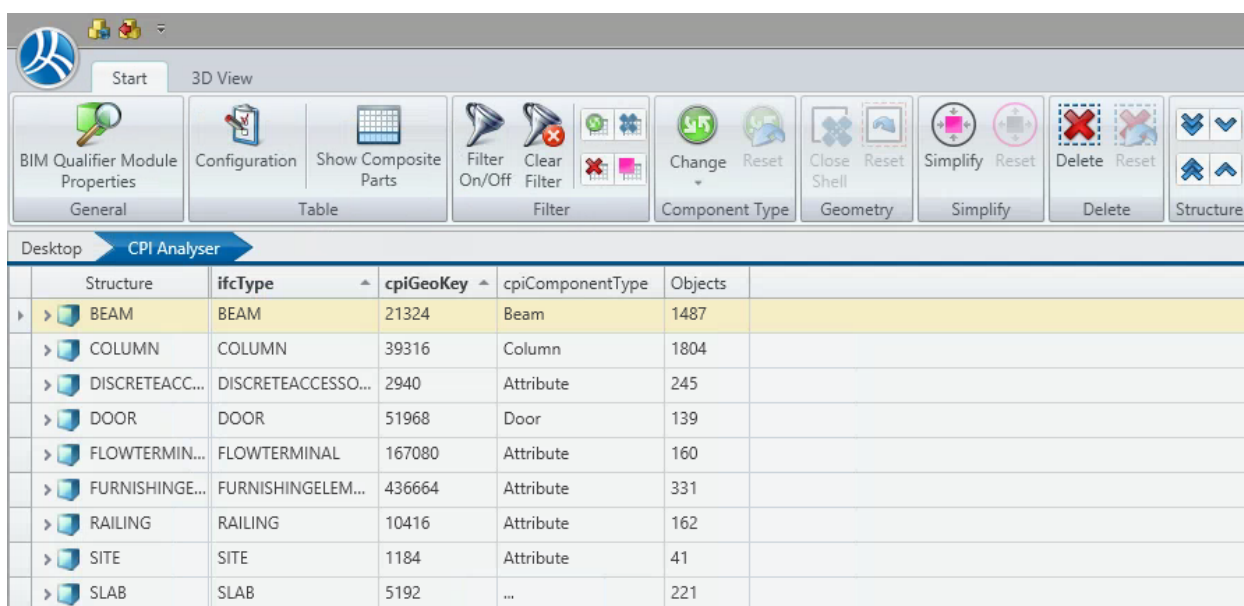 Start 3D View
BIM Qualifier Module
Properties
General
Configuration
Show Composite
Parts
Table
Filter
On/Off
Clear
Filter
Filter
Change
Reset
Component Type
Close
Shell
Reset
Geometry
Simplify
Reset
Simplify
Delete
Reset
Delete
Structure
Desktop CPI Analyser
Structure ifcType cpiGeoKey cpiComponentType Objects
BEAM BEAM 21324 Beam 1487
COLUMN COLUMN 39316 Column 1804
DISCRETEACC... DISCRETEACCESSO... 2940 Attribute 245
DOOR DOOR 51968 Door 139
FLOWTERMIN... FLOWTERMINAL 167080 Attribute 160
FURNISHINGE... FURNISHINGELEM... 436664 Attribute 331
RAILING RAILING 10416 Attribute 162
SITE SITE 1184 Attribute 41
SLAB SLAB 5192 ... 221